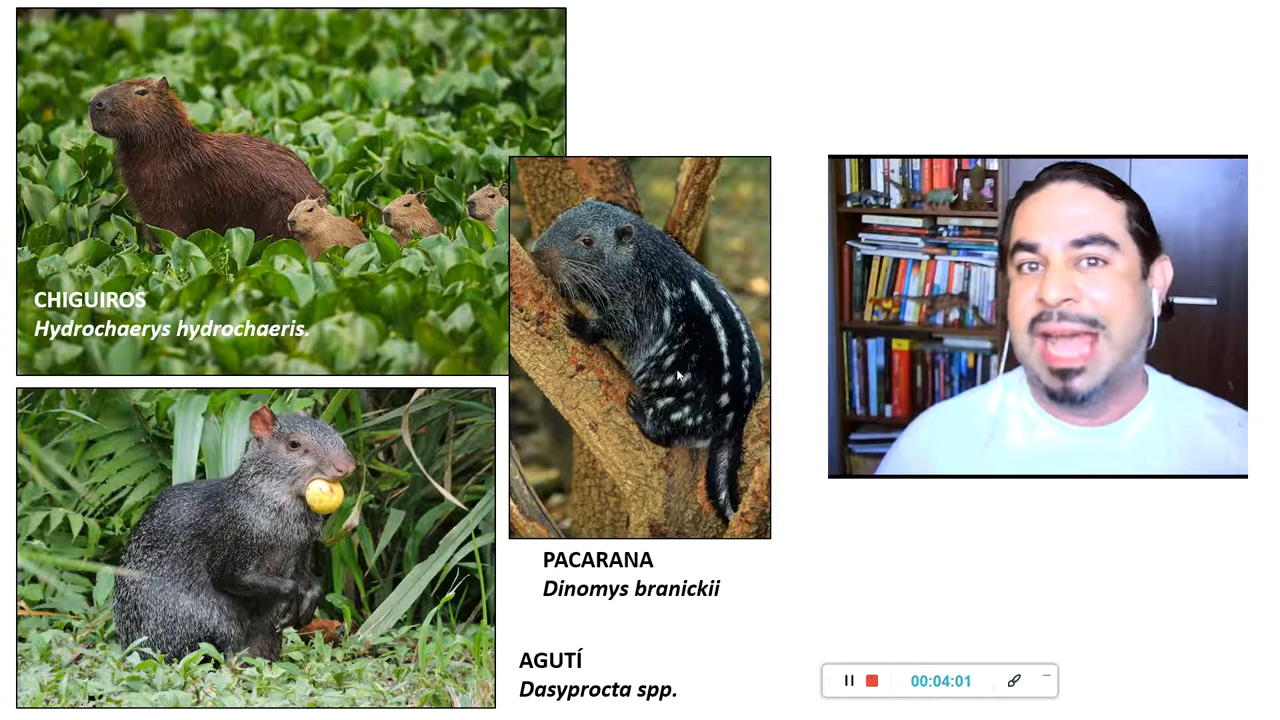 CHIGUIROS
Hydrochaerys hydrochaeris.
PACARANA
Dinomys branickii
AGUTÍ
Dasyprocta spp.
00:04:01